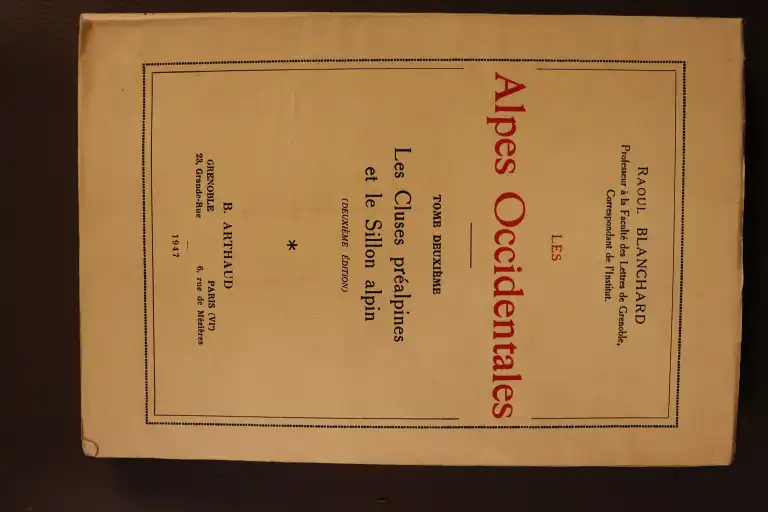 RAOUL BLANCHARD
Professeur à la Faculté des Lettres de Grenoble,
Correspondant de l'Institut.
LES
Alpes Occidentales
TOME DEUXIÈME
Les Cluses préalpines
et le Sillon alpin
(DEUXIÈME ÉDITION)
*
B. ARTHAUD
GRENOBLE PARIS (VIe)
23, Grande-Rue 6, rue de Mézières
1947